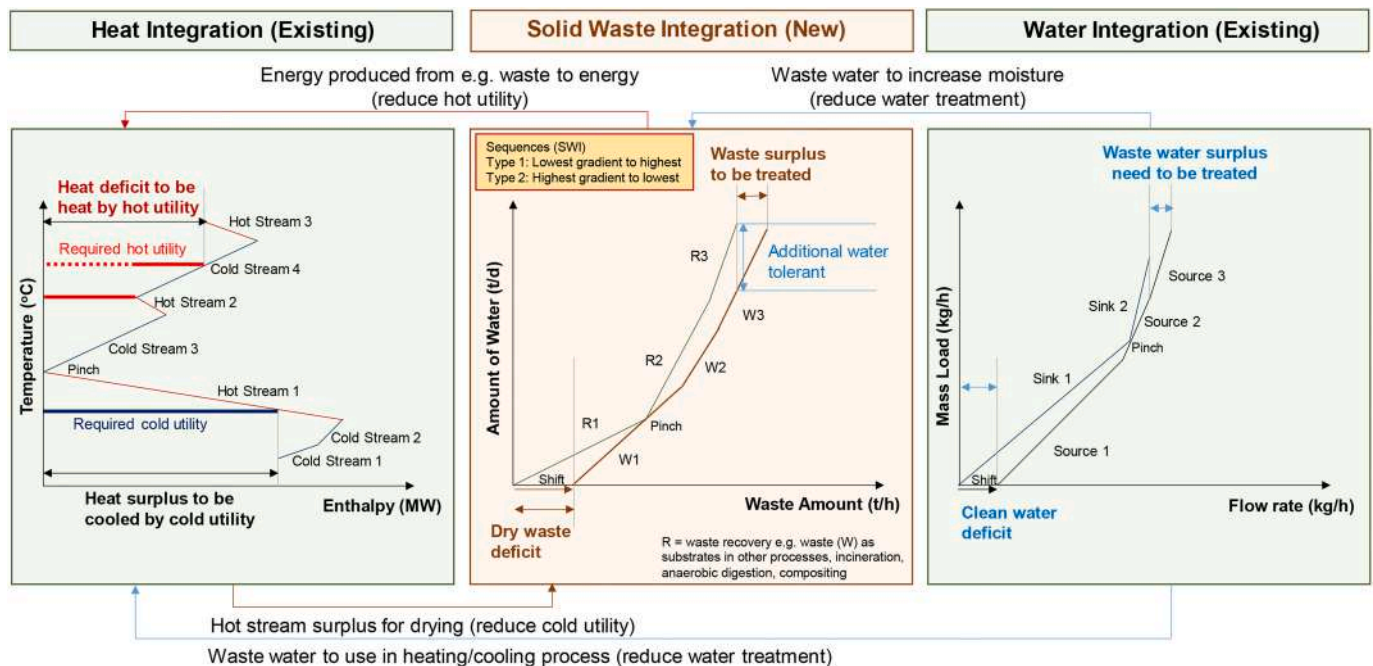 Heat Integration (Existing)
Solid Waste Integration (New)
Water Integration (Existing)
Energy produced from e.g. waste to energy
(reduce hot utility)
Waste water to increase moisture
(reduce water treatment)
Heat deficit to be
heat by hot utility
Hot Stream 3
Required hot utility
Cold Stream 4
Hot Stream 2
Cold Stream 3
Pinch
Hot Stream 1
Required cold utility
Cold Stream 2
Cold Stream 1
Heat surplus to be
cooled by cold utility
Enthalpy (MW)
Temperature (°C)
Sequences (SWI)
Type 1: Lowest gradient to highest
Type 2: Highest gradient to lowest
Waste surplus
to be treated
R3
Additional water
tolerant
W3
R2
W2
R1
Pinch
W1
Shift
Amount of Water (t/d)
Waste Amount (t/h)
Dry waste
deficit
R = waste recovery e.g. waste (W) as
substrates in other processes, incineration,
anaerobic digestion, compositing
Waste water surplus
need to be treated
Source 3
Sink 2
Source 2
Pinch
Sink 1
Source 1
Shift
Mass Load (kg/h)
Flow rate (kg/h)
Clean water
deficit
Hot stream surplus for drying (reduce cold utility)
Waste water to use in heating/cooling process (reduce water treatment)